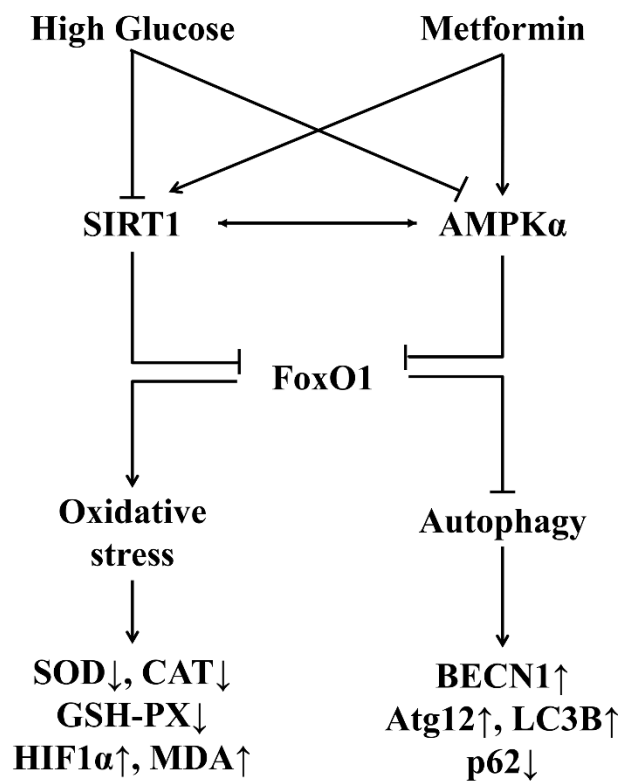 High Glucose
Metformin
SIRT1
AMPKα
FoxO1
Oxidative
stress
Autophagy
SOD↓, CAT↓
GSH-PX↓
HIF1α↑, MDA↑
BECN1↑
Atg12↑, LC3B↑
p62↓